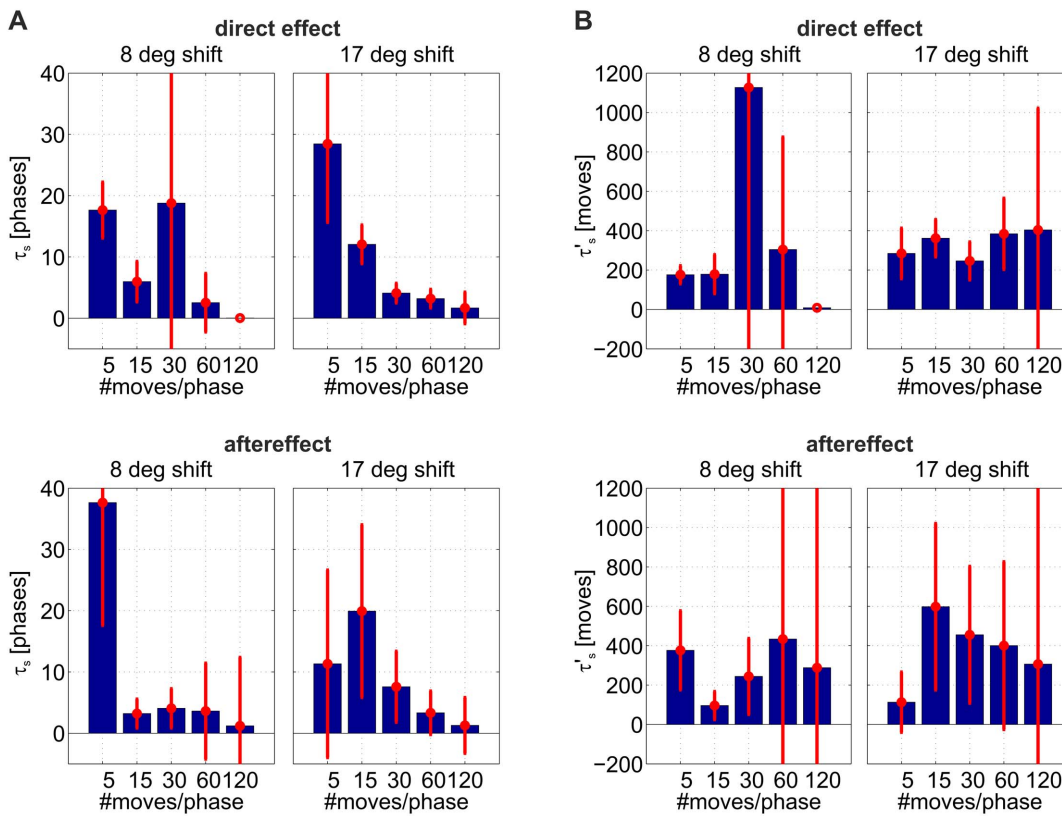 A
direct effect
8 deg shift
17 deg shift
τs [phases]
40
30
20
10
0
5 15 30 60 120
#moves/phase
5 15 30 60 120
#moves/phase
aftereffect
8 deg shift
17 deg shift
τs [phases]
40
30
20
10
0
5 15 30 60 120
#moves/phase
5 15 30 60 120
#moves/phase
B
direct effect
8 deg shift
17 deg shift
τ's [moves]
1200
1000
800
600
400
200
0
−200
5 15 30 60 120
#moves/phase
5 15 30 60 120
#moves/phase
aftereffect
8 deg shift
17 deg shift
τ's [moves]
1200
1000
800
600
400
200
0
−200
5 15 30 60 120
#moves/phase
5 15 30 60 120
#moves/phase